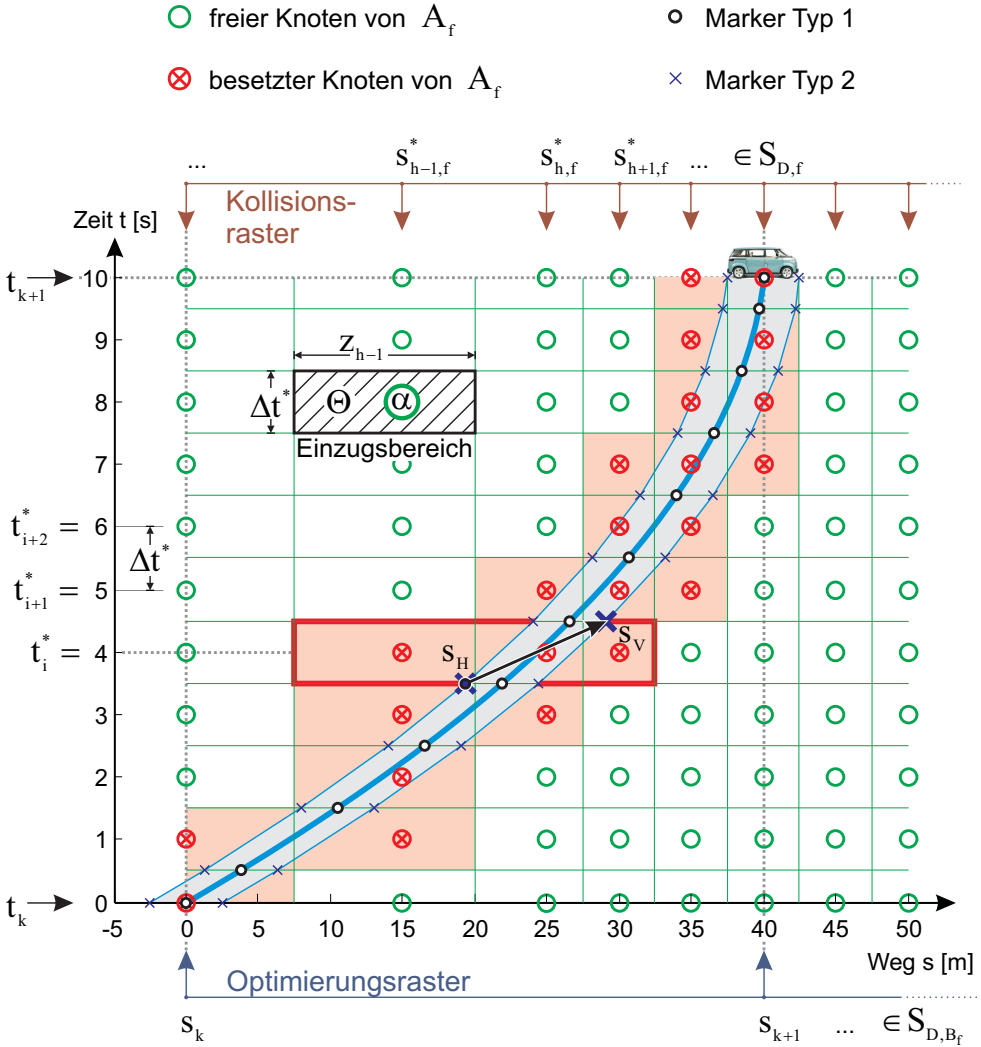 freier Knoten von A_f
Marker Typ 1
besetzter Knoten von A_f
Marker Typ 2
... s*_{h-1,f} s*_{h,f} s*_{h+1,f} ... ∈ S_{D,f}
Kollisions-
raster
Zeit t [s]
t_{k+1}
10
9
z_{h-1}
8
Δt*
Θ
α
Einzugsbereich
7
t*_{i+2} =
6
Δt*
t*_{i+1} =
5
s_V
t*_i =
4
s_H
3
2
1
t_k
0
-5 0 5 10 15 20 25 30 35 40 45 50
Weg s [m]
Optimierungsraster
s_k s_{k+1} ... ∈ S_{D,B_f}